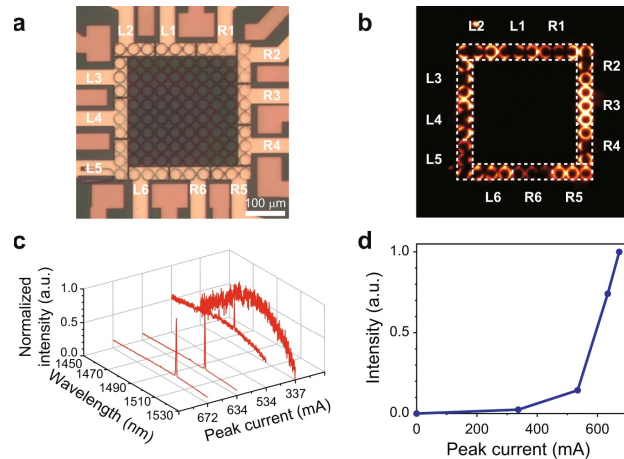 a
L2 L1 R1
R2
L3
R3
L4
R4
L5
L6 R6 R5
100 μm
b
L2 L1 R1
R2
L3
R3
L4
R4
L5
L6 R6 R5
c
Normalized
intensity (a.u.)
1.0
0.5
0.0
1450
1470
1490
1510
1530
Wavelength (nm)
672
634
534
337
Peak current (mA)
d
Intensity (a.u.)
1.0
0.5
0.0
0 200 400 600
Peak current (mA)